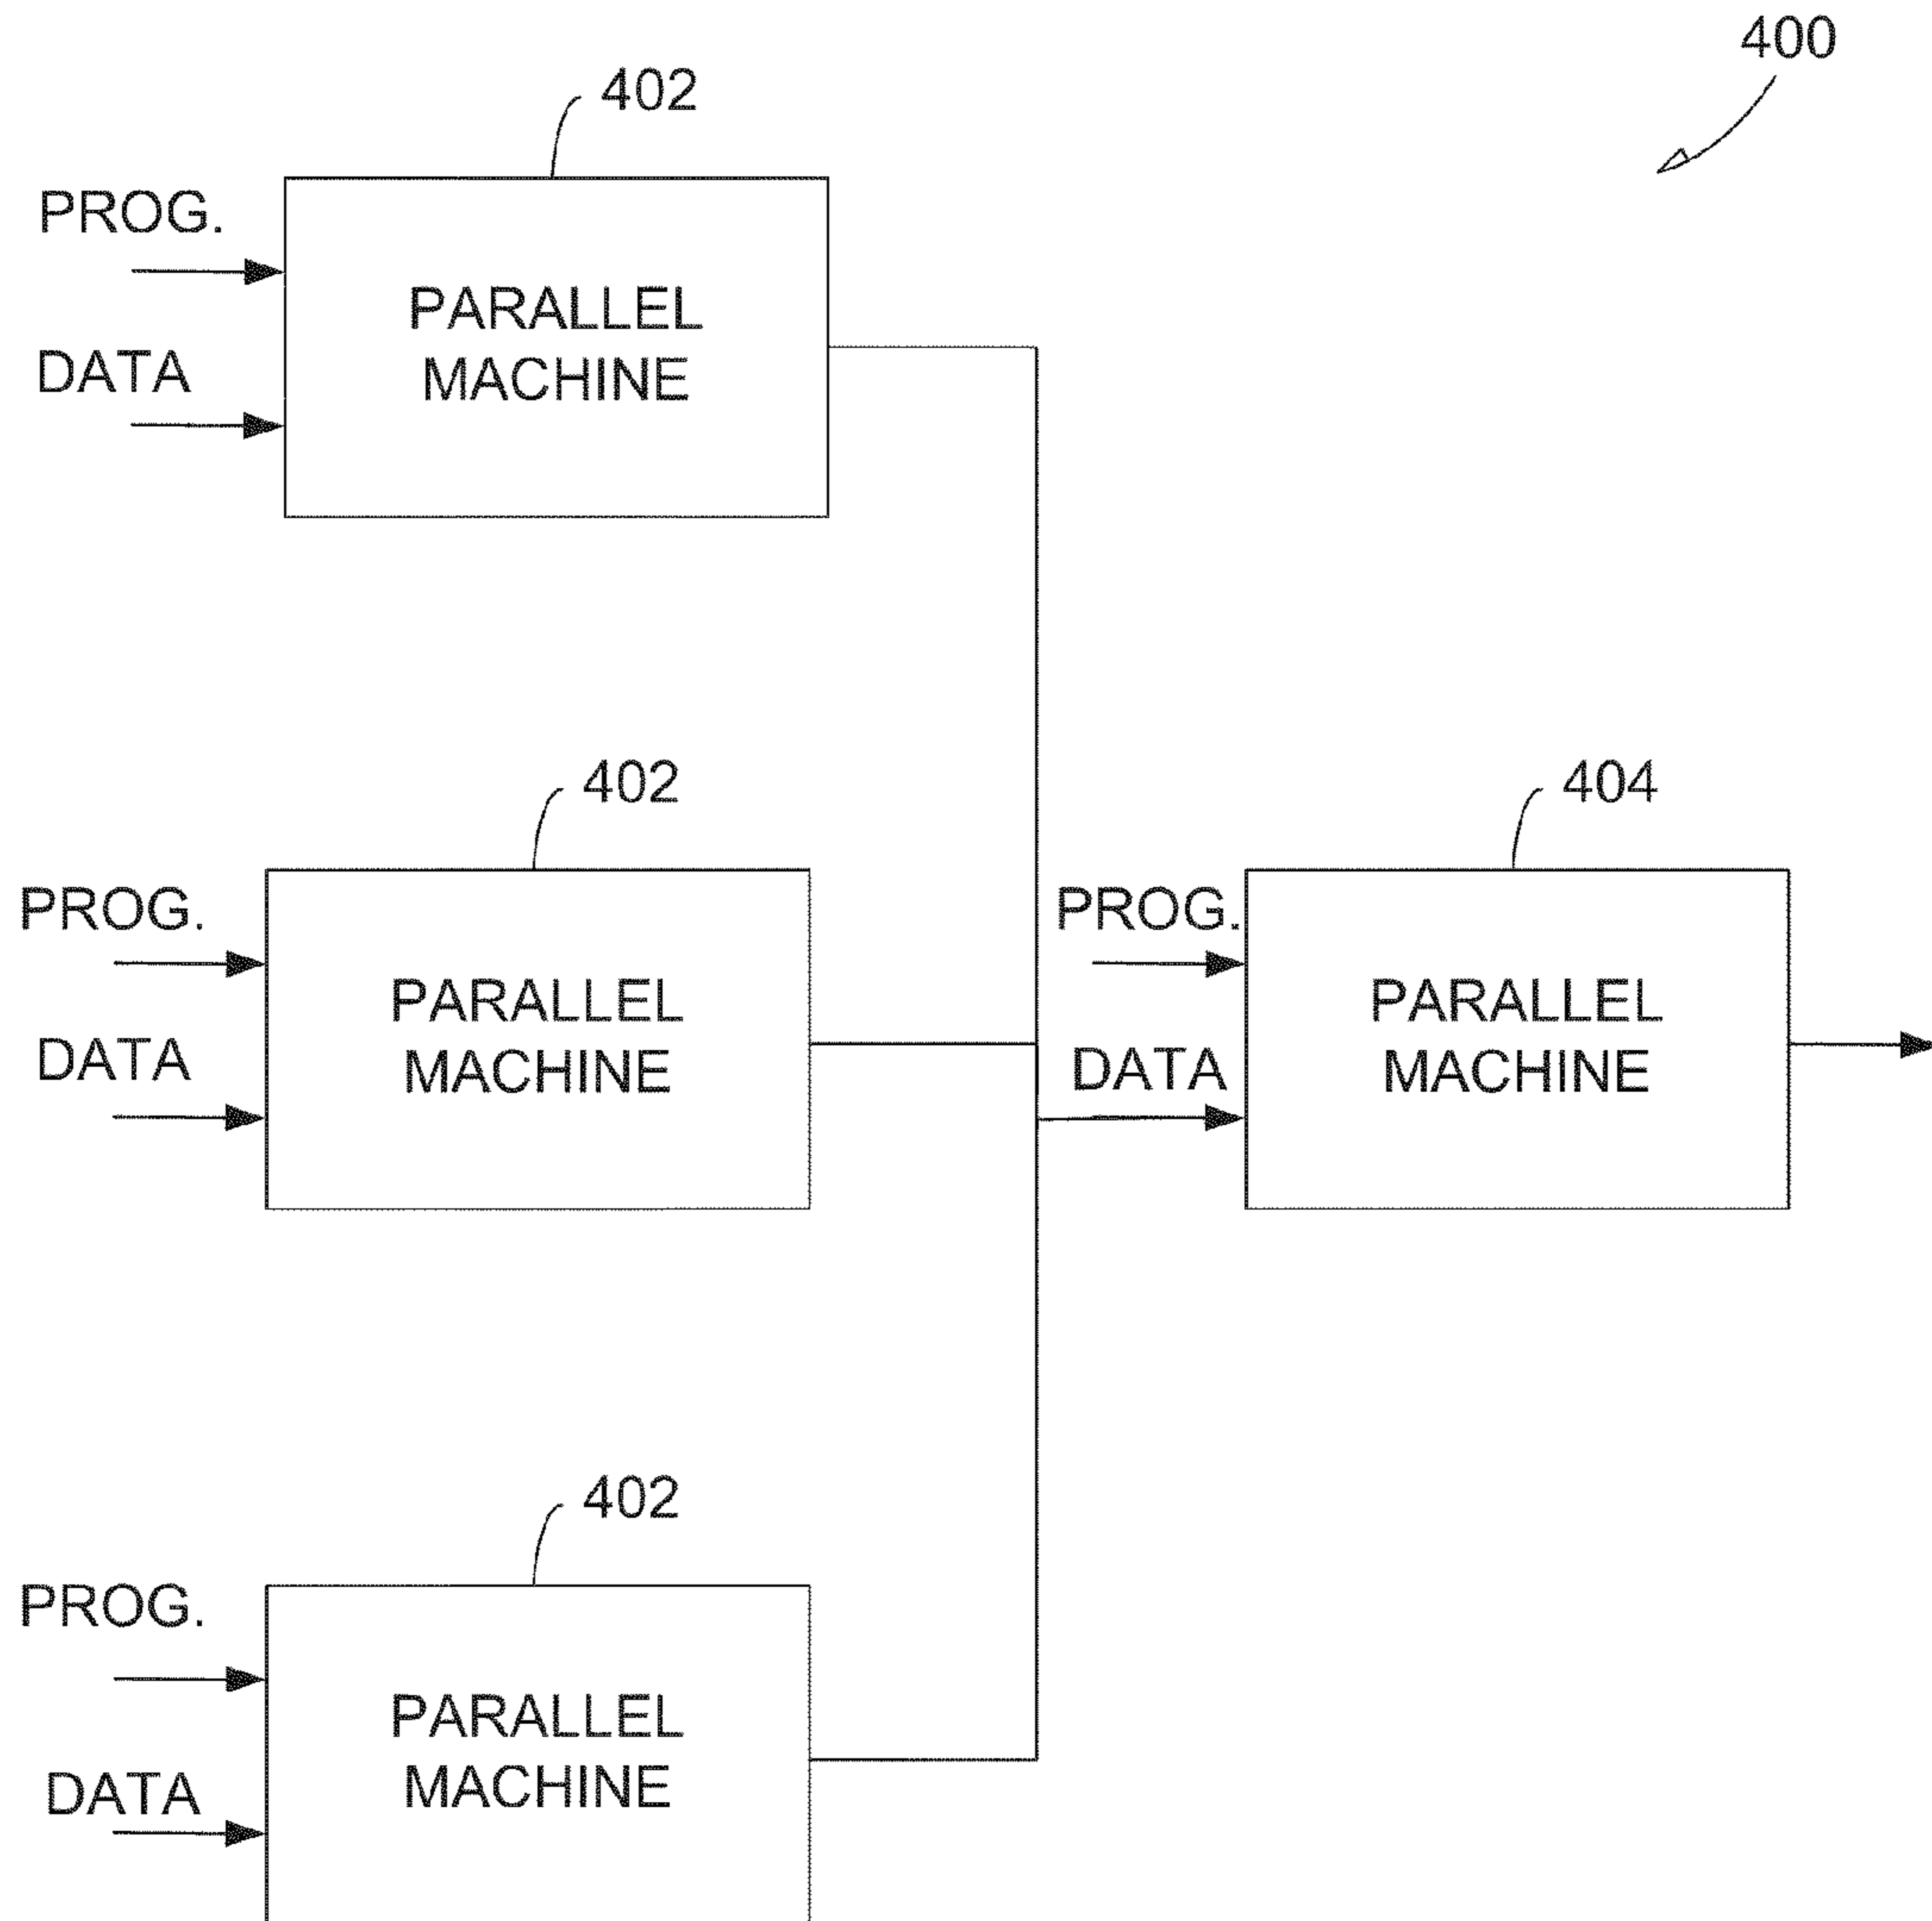 400
402
PROG.
PARALLEL
MACHINE
DATA
402
404
PROG.
PARALLEL
MACHINE
DATA
PROG.
PARALLEL
MACHINE
DATA
402
PROG.
PARALLEL
MACHINE
DATA